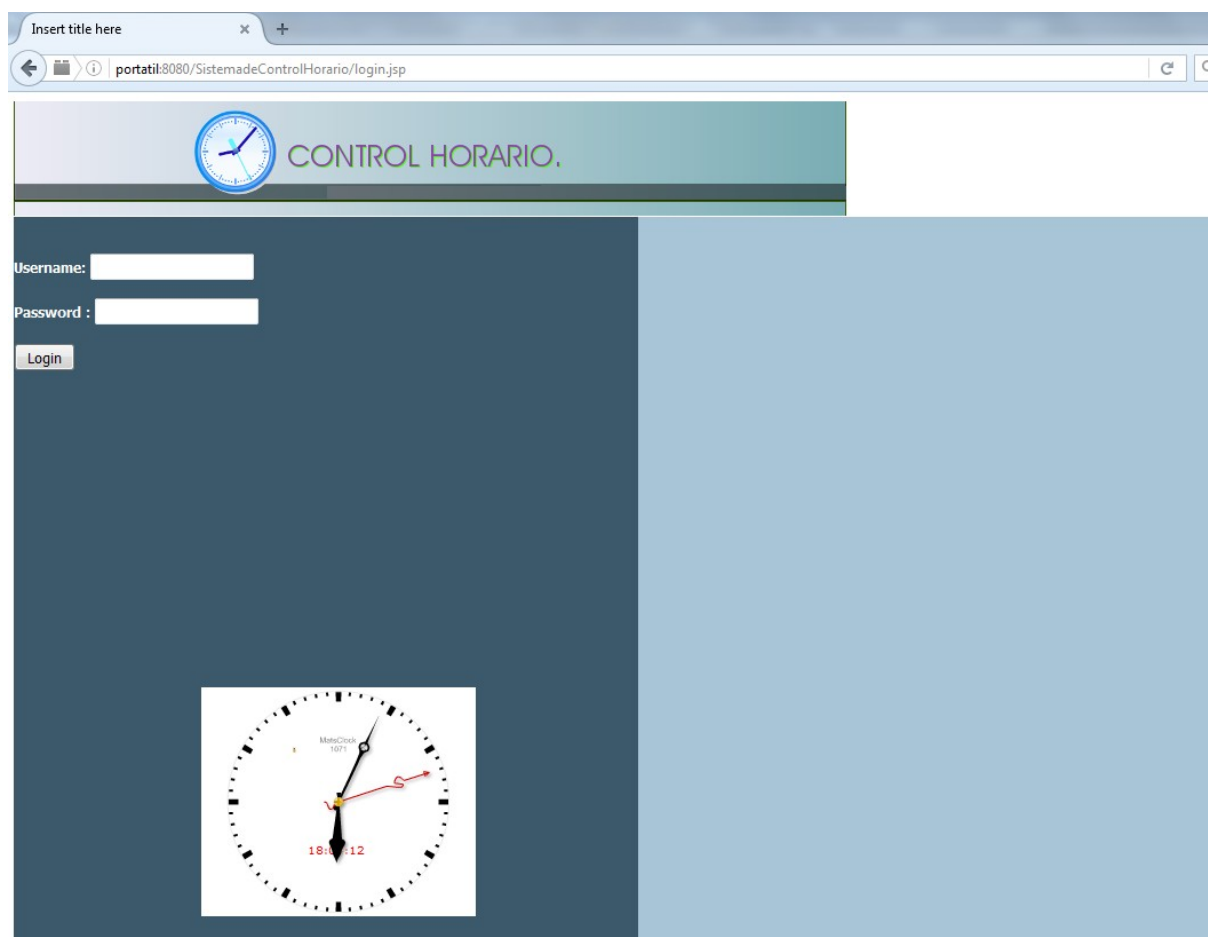 Insert title here
portatil:8080/SistemadeControlHorario/login.jsp
CONTROL HORARIO.
Username:
Password :
Login
MatsClock
1071